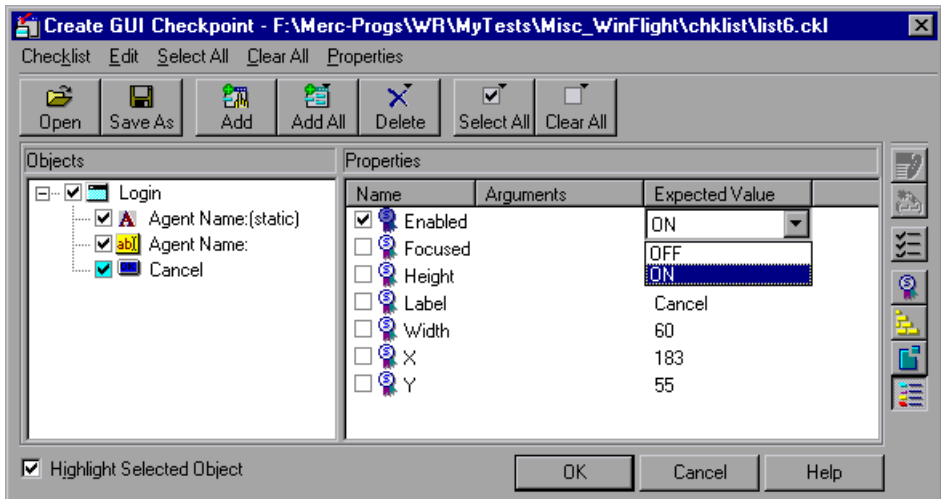 Create GUI Checkpoint - F:\Merc-Progs\WR\MyTests\Misc_WinFlight\chklist\list6.ckl
Checklist Edit Select All Clear All Properties
Open Save As Add Add All Delete Select All Clear All
Objects
Login
A Agent Name:(static)
ab Agent Name:
Cancel
Properties
Name Arguments Expected Value
Enabled ON
Focused OFF
Height ON
Label Cancel
Width 60
X 183
Y 55
Highlight Selected Object
OK Cancel Help